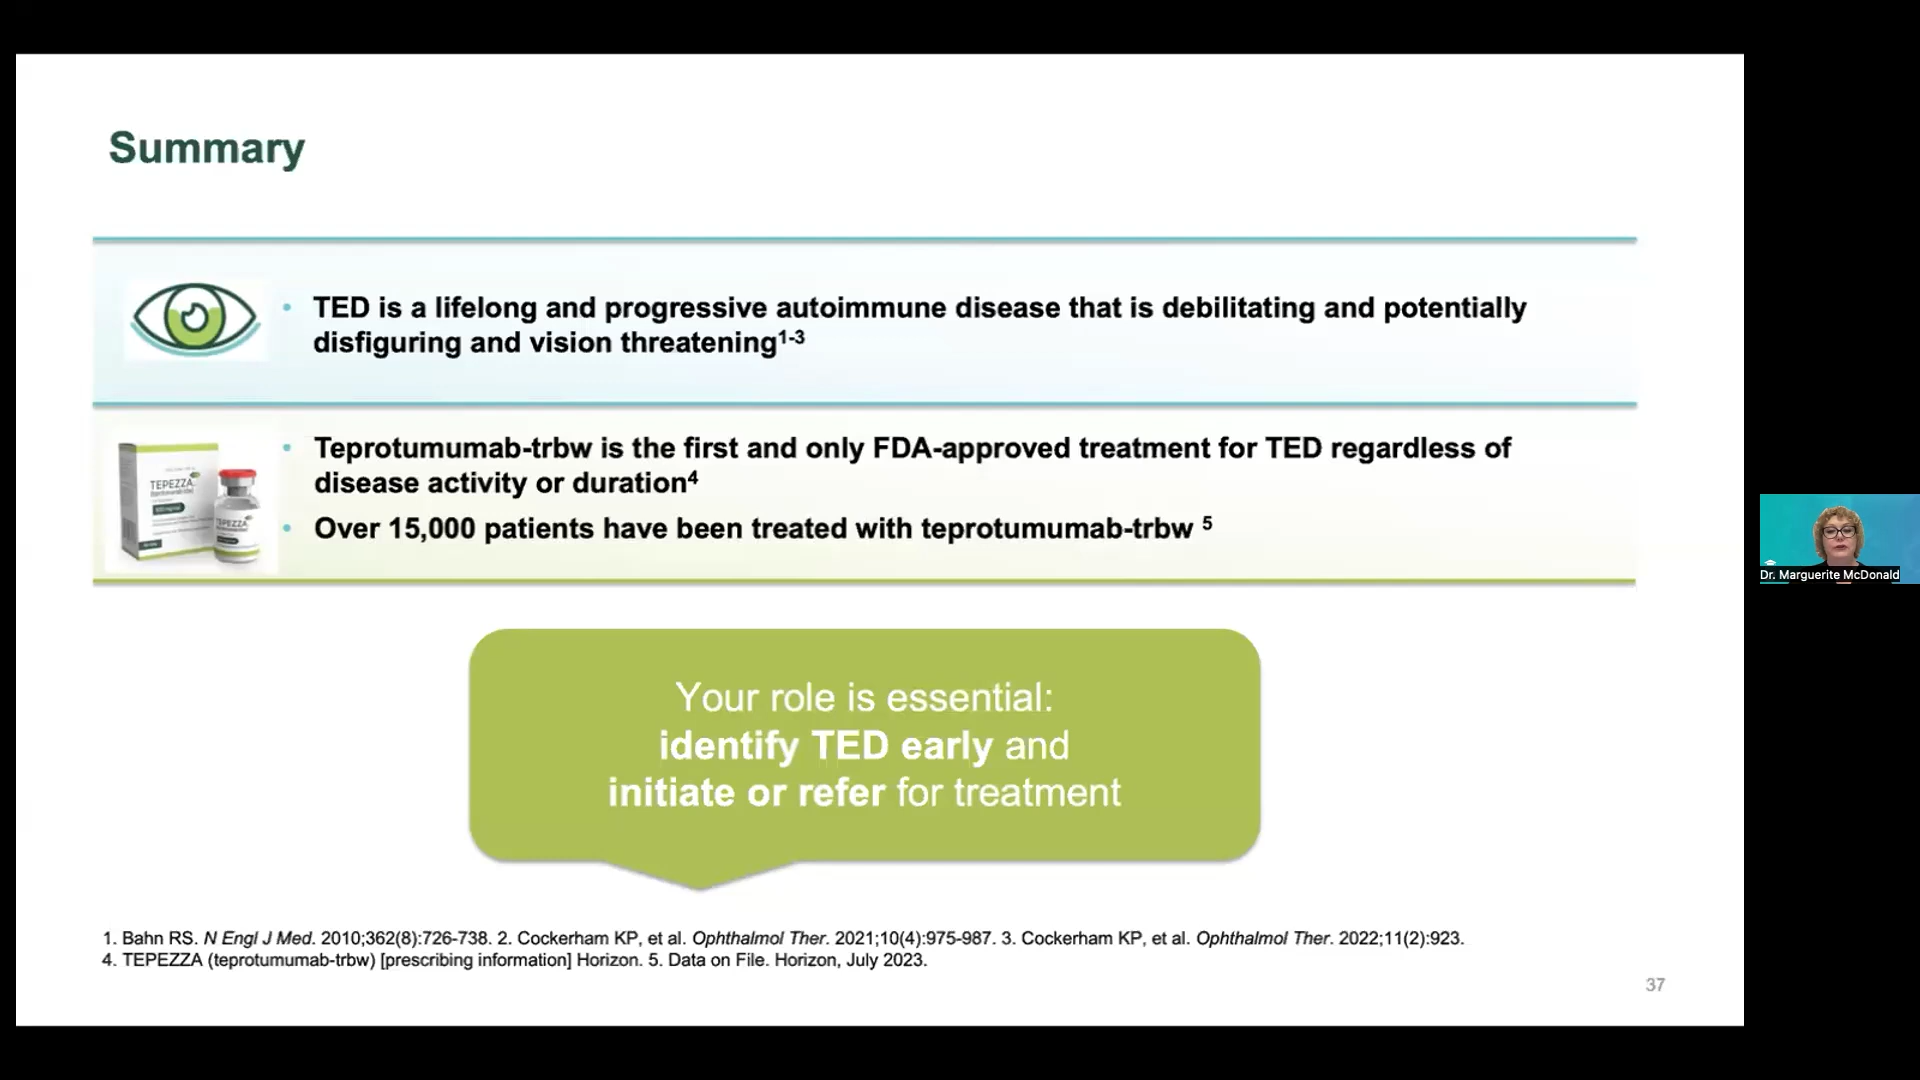 Summary
• TED is a lifelong and progressive autoimmune disease that is debilitating and potentially
disfiguring and vision threatening1-3
TEPEZZA
TEPEZZA
• Teprotumumab-trbw is the first and only FDA-approved treatment for TED regardless of
disease activity or duration4
• Over 15,000 patients have been treated with teprotumumab-trbw 5
Your role is essential:
identify TED early and
initiate or refer for treatment
1. Bahn RS. N Engl J Med. 2010;362(8):726-738. 2. Cockerham KP, et al. Ophthalmol Ther. 2021;10(4):975-987. 3. Cockerham KP, et al. Ophthalmol Ther. 2022;11(2):923.
4. TEPEZZA (teprotumumab-trbw) [prescribing information] Horizon. 5. Data on File. Horizon, July 2023.
37
Dr. Marguerite McDonald